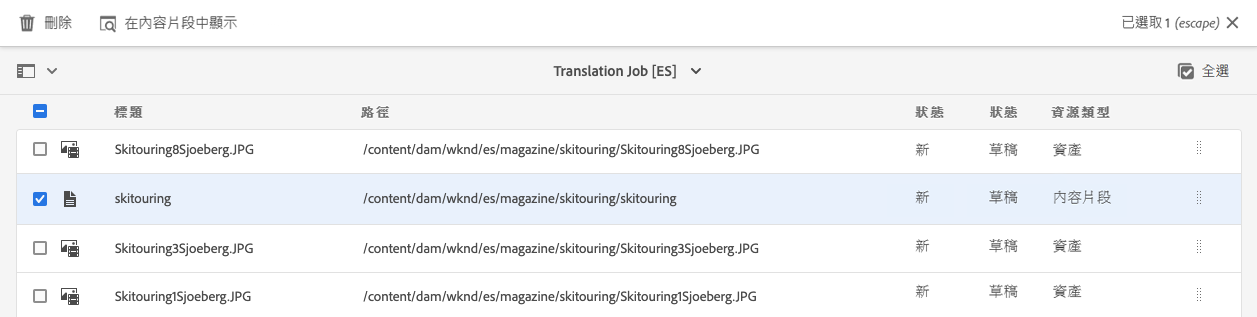 刪除 在內容片段中顯示 已選取 1 (escape)
Translation Job [ES] 全選
標題 路徑 狀態 狀態 資源類型
Skitouring8Sjoeberg.JPG /content/dam/wknd/es/magazine/skitouring/Skitouring8Sjoeberg.JPG 新 草稿 資產
skitouring /content/dam/wknd/es/magazine/skitouring/skitouring 新 草稿 內容片段
Skitouring3Sjoeberg.JPG /content/dam/wknd/es/magazine/skitouring/Skitouring3Sjoeberg.JPG 新 草稿 資產
Skitouring1Sjoeberg.JPG /content/dam/wknd/es/magazine/skitouring/Skitouring1Sjoeberg.JPG 新 草稿 資產